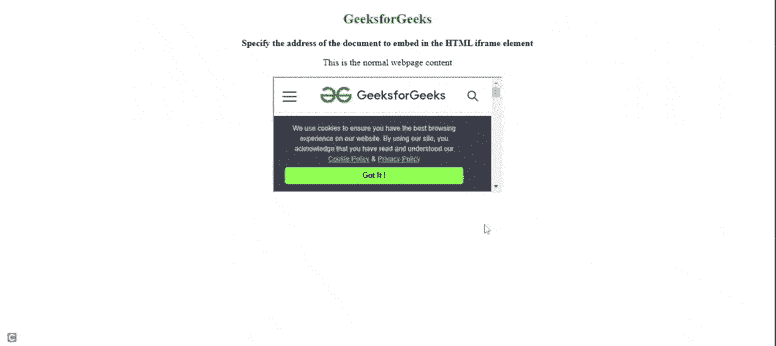 GeeksforGeeks
Specify the address of the document to embed in the HTML iframe element
This is the normal webpage content
GeeksforGeeks
We use cookies to ensure you have the best browsing
experience on our website. By using our site, you
acknowledge that you have read and understood our
Cookie Policy & Privacy Policy
Got It !